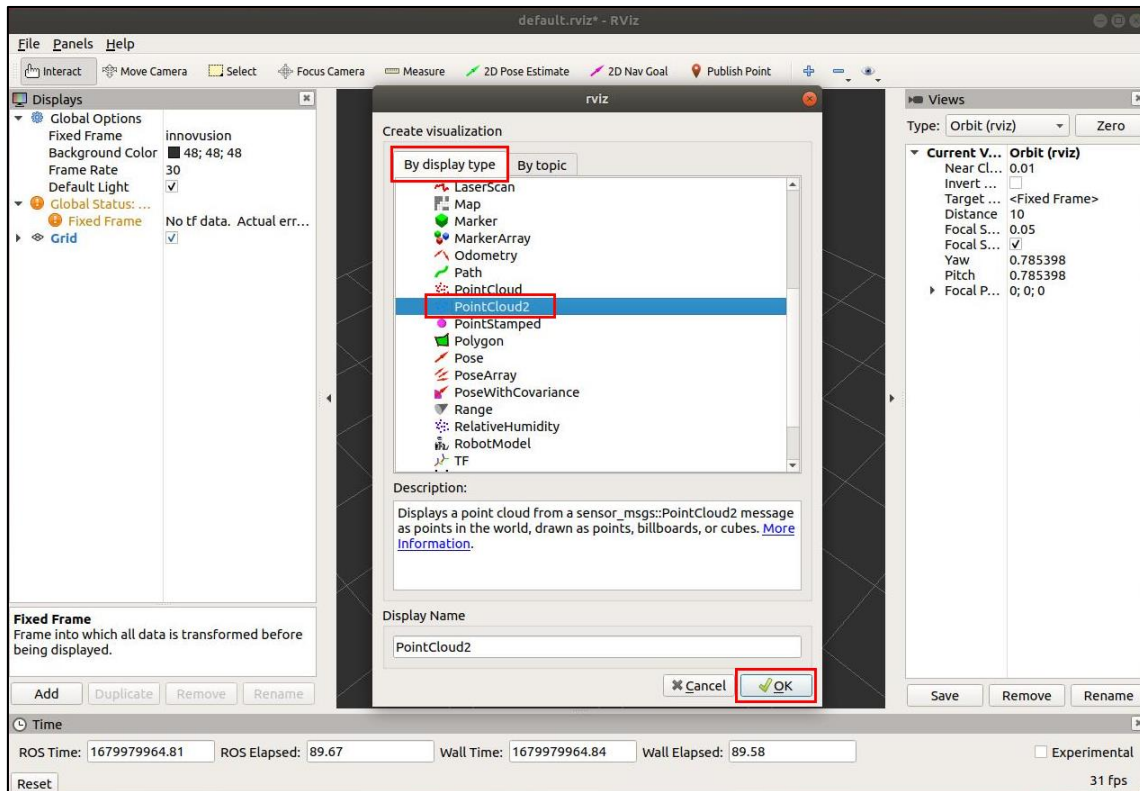 default.rviz* - RViz
File Panels Help
Interact Move Camera Select Focus Camera Measure 2D Pose Estimate 2D Nav Goal Publish Point
Displays
Global Options
Fixed Frame innovusion
Background Color 48; 48; 48
Frame Rate 30
Default Light
Global Status: ...
Fixed Frame No tf data. Actual err...
Grid
Fixed Frame
Frame into which all data is transformed before
being displayed.
Add Duplicate Remove Rename
rviz
Create visualization
By display type By topic
LaserScan
Map
Marker
MarkerArray
Odometry
Path
PointCloud
PointCloud2
PointStamped
Polygon
Pose
PoseArray
PoseWithCovariance
Range
RelativeHumidity
RobotModel
TF
Description:
Displays a point cloud from a sensor_msgs::PointCloud2 message
as points in the world, drawn as points, billboards, or cubes. More
Information.
Display Name
PointCloud2
Cancel OK
Views
Type: Orbit (rviz) Zero
Current V... Orbit (rviz)
Near Cl... 0.01
Invert ...
Target ... <Fixed Frame>
Distance 10
Focal S... 0.05
Focal S...
Yaw 0.785398
Pitch 0.785398
Focal P... 0; 0; 0
Save Remove Rename
Time
ROS Time: 1679979964.81 ROS Elapsed: 89.67 Wall Time: 1679979964.84 Wall Elapsed: 89.58 Experimental
Reset 31 fps